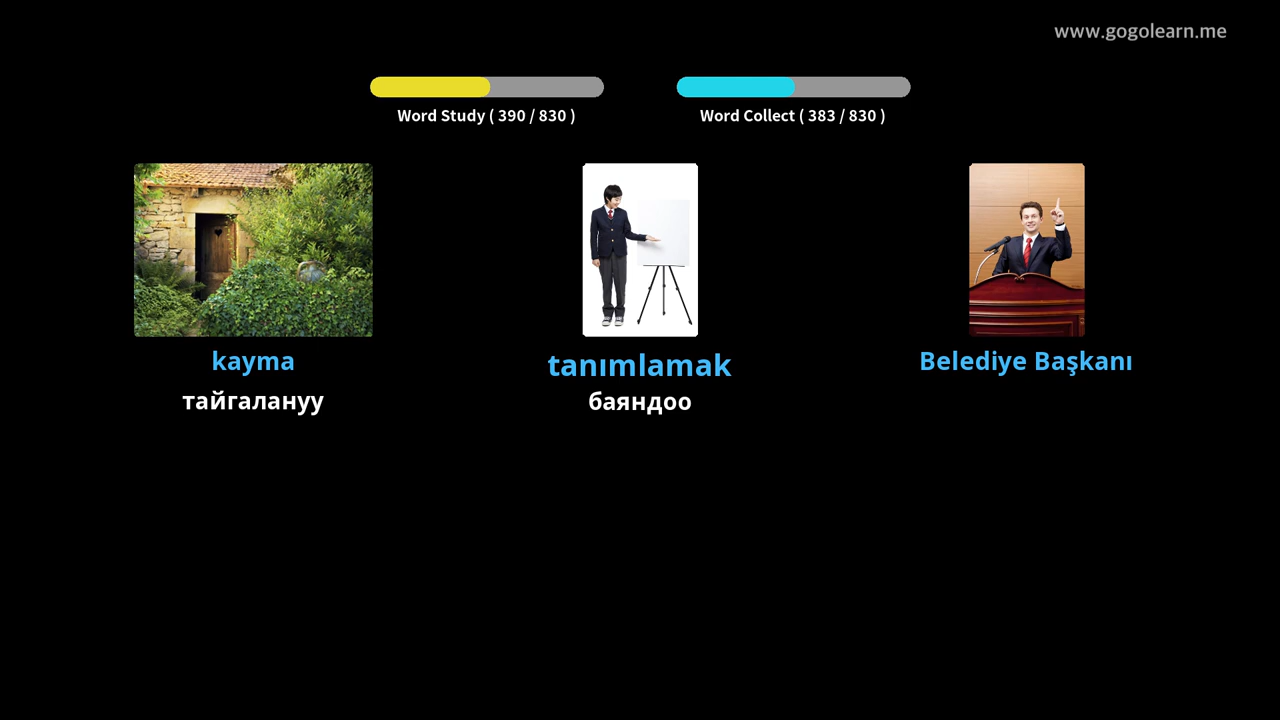 www.gogolearn.me
Word Study ( 390 / 830 )
Word Collect ( 383 / 830 )
kayma
tanımlamak
Belediye Başkanı
тайгалануу
баяндоо